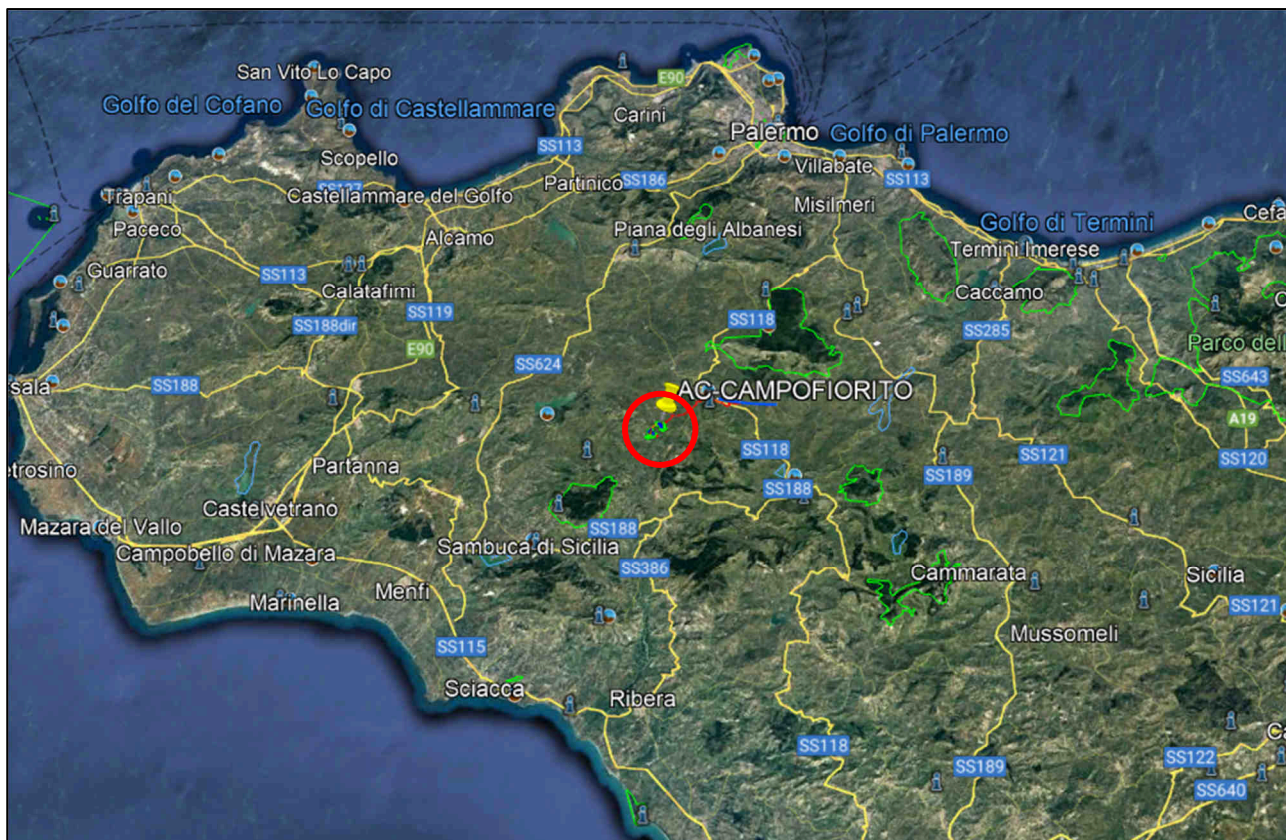 San Vito Lo Capo
E90
Golfo del Cofano
Golfo di Castellammare
Carini
Palermo
Golfo di Palermo
SS113
Scopello
Villabate
SS113
Partinico
SS186
Trapani
Castellammare del Golfo
Misilmeri
Paceco
Piana degli Albanesi
Golfo di Termini
Cefa
Alcamo
Termini Imerese
Guarrato
SS113
Calatafimi
Caccamo
SS188dir
SS119
SS118
SS285
E90
Parco dell
SS624
SS643
sala
SS188
AC-CAMPOFIORITO
A19
SS118
SS121
SS120
etrosino
Partanna
SS189
SS188
Castelvetrano
Mazara del Vallo
SS188
Campobello di Mazara
Sambuca di Sicilia
SS386
Cammarata
Sicilia
Menfi
Marinella
SS121
Mussomeli
SS115
Sciacca
Ribera
Ca
SS118
SS122
SS189
SS640